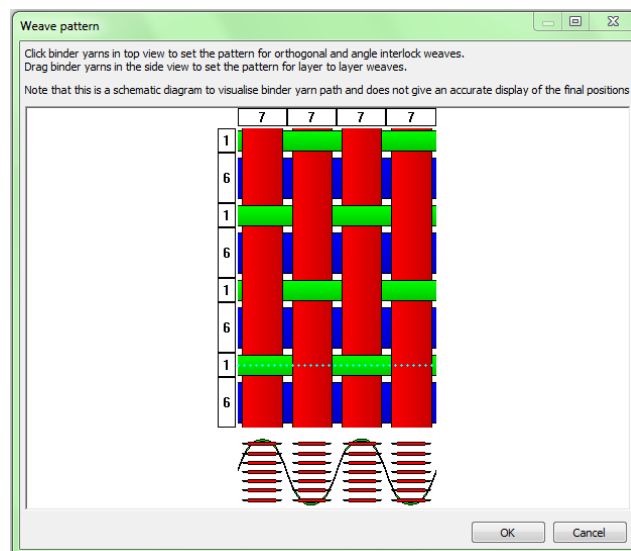 Weave pattern
Click binder yarns in top view to set the pattern for orthogonal and angle interlock weaves.
Drag binder yarns in the side view to set the pattern for layer to layer weaves.
Note that this is a schematic diagram to visualise binder yarn path and does not give an accurate display of the final positions
7 7 7 7
1
6
1
6
1
6
1
6
OK Cancel